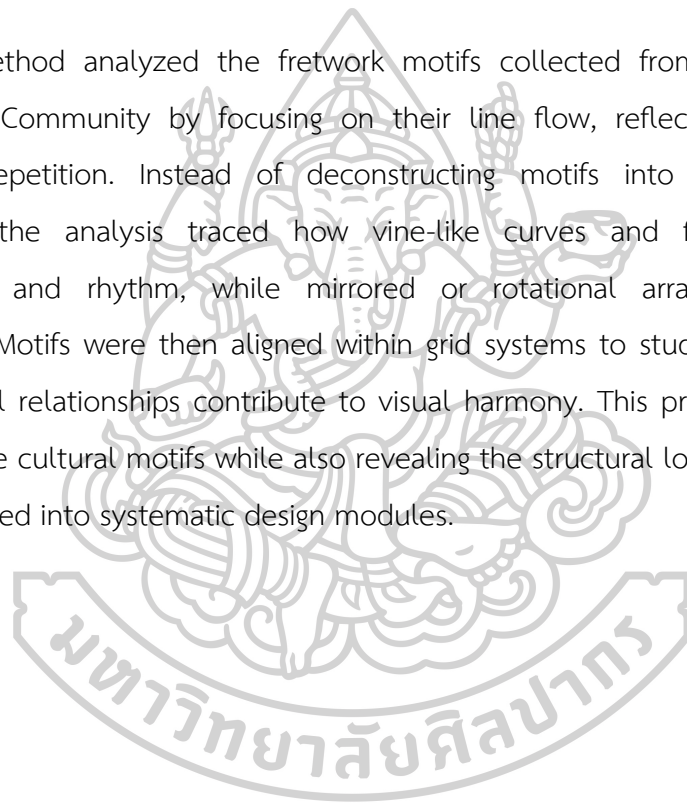 ethod analyzed the fretwork motifs collected from
Community by focusing on their line flow, reflec
epetition. Instead of deconstructing motifs into
the analysis traced how vine-like curves and f
and rhythm, while mirrored or rotational arra
Motifs were then aligned within grid systems to stud
l relationships contribute to visual harmony. This pr
e cultural motifs while also revealing the structural lo
ed into systematic design modules.
มหาวิทยาลัยศิลปากร